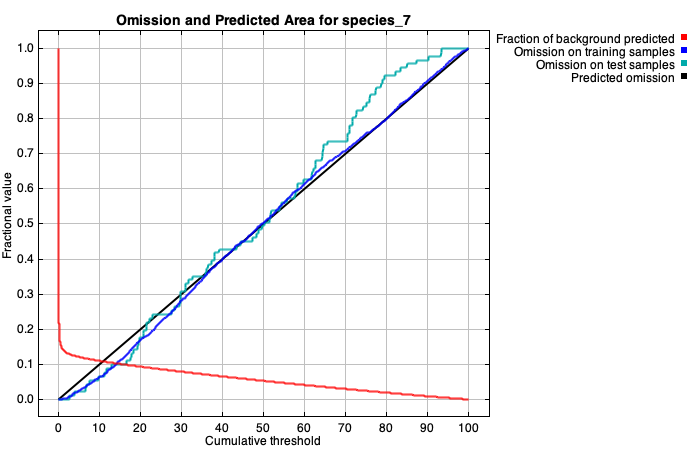 Omission and Predicted Area for species_7
Fraction of background predicted
Omission on training samples
Omission on test samples
Predicted omission
Fractional value
1.0
0.9
0.8
0.7
0.6
0.5
0.4
0.3
0.2
0.1
0.0
0 10 20 30 40 50 60 70 80 90 100
Cumulative threshold